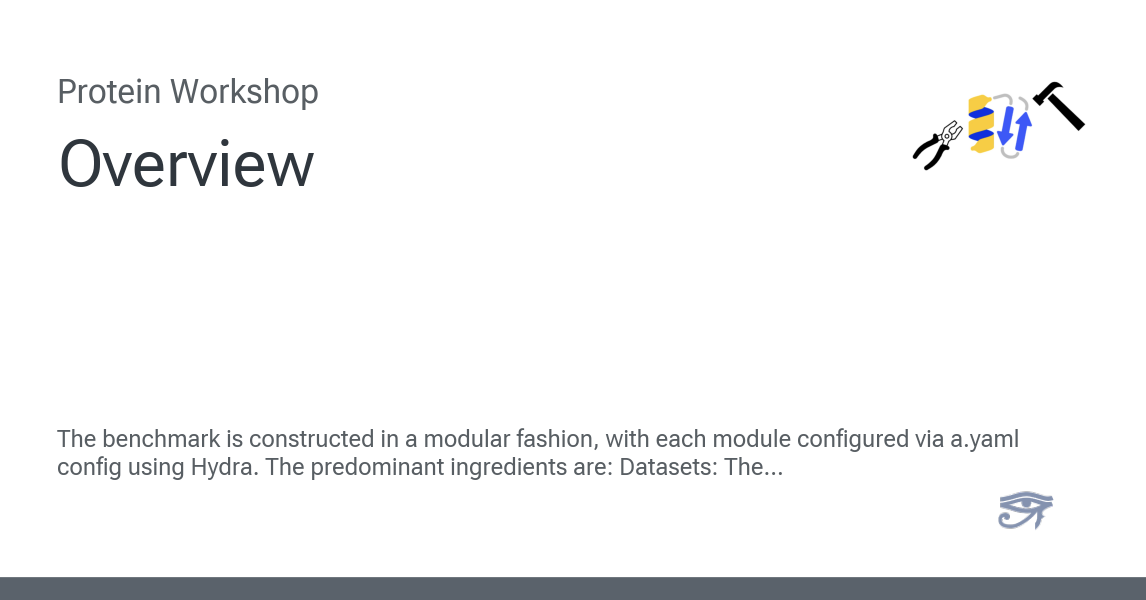 Protein Workshop
Overview
The benchmark is constructed in a modular fashion, with each module configured via a.yaml
config using Hydra. The predominant ingredients are: Datasets: The...